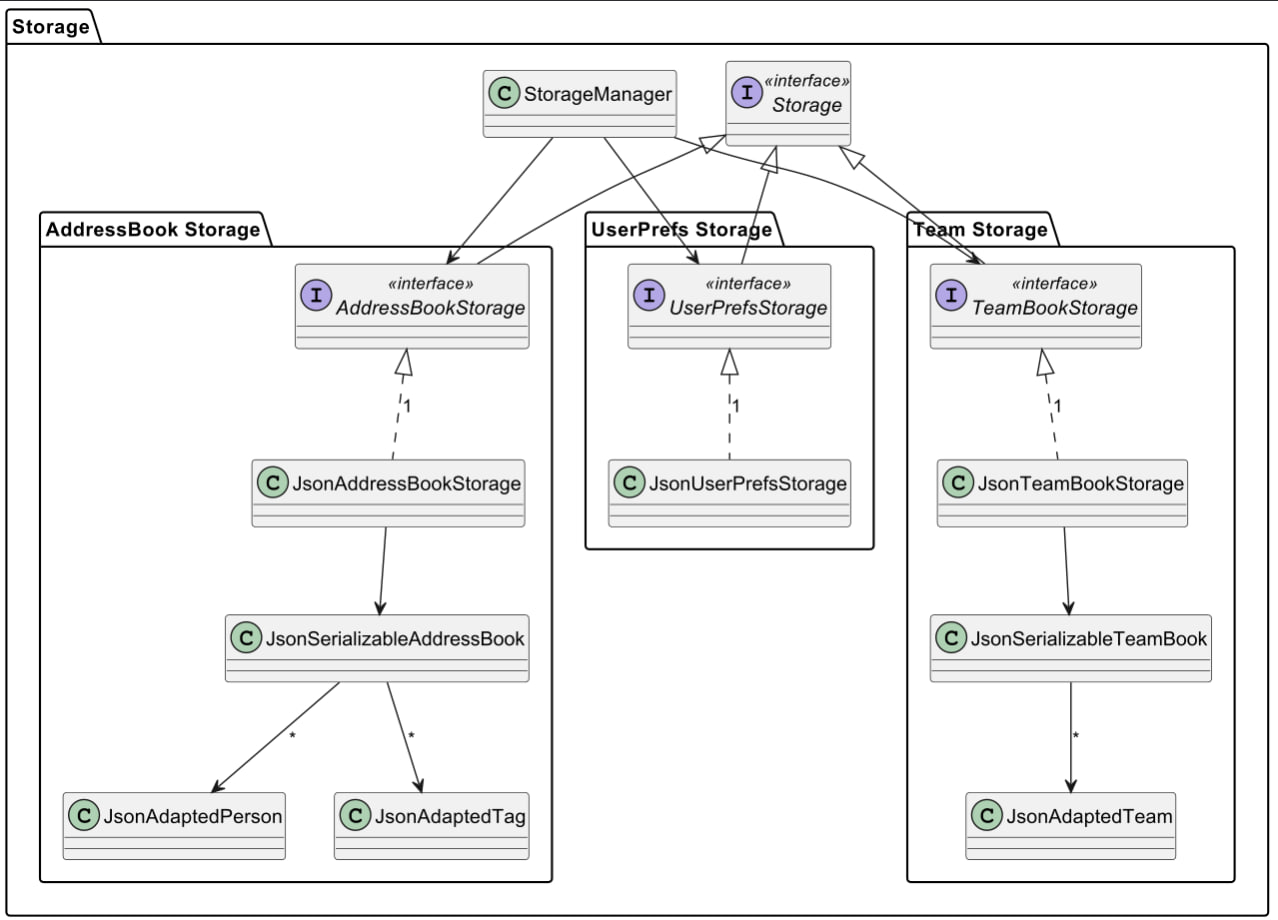 Storage
C StorageManager
I «interface»
Storage
AddressBook Storage
UserPrefs Storage
Team Storage
I «interface»
AddressBookStorage
I «interface»
UserPrefsStorage
I «interface»
TeamBookStorage
1
1
1
C JsonAddressBookStorage
C JsonUserPrefsStorage
C JsonTeamBookStorage
C JsonSerializableAddressBook
C JsonSerializableTeamBook
*
*
*
C JsonAdaptedPerson
C JsonAdaptedTag
C JsonAdaptedTeam